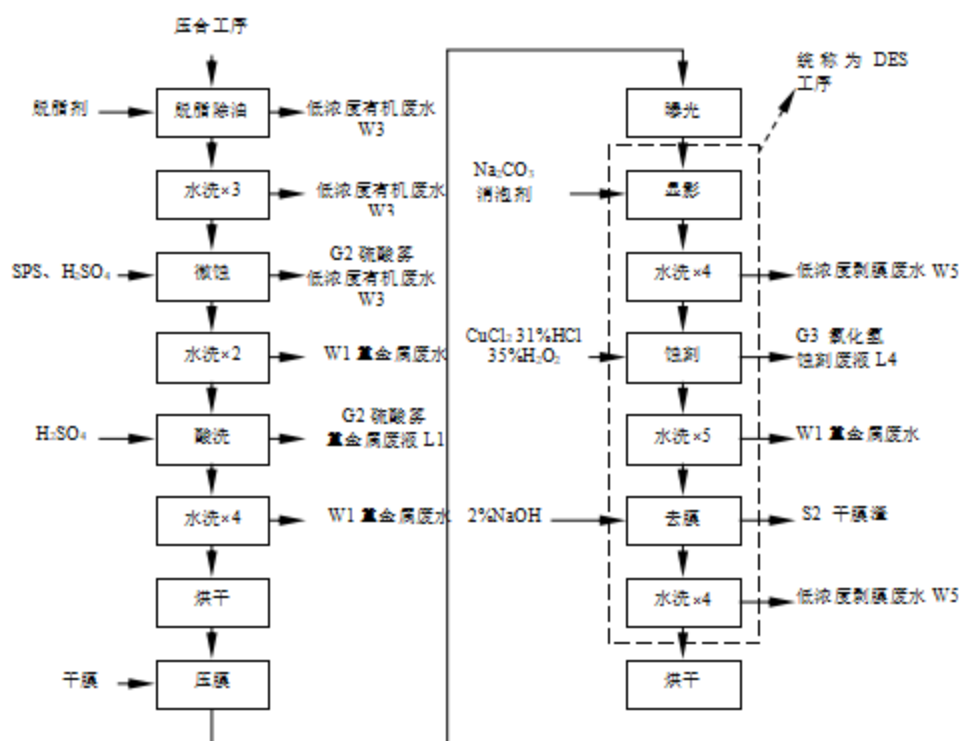 压合工序
脱脂剂
脱脂除油
低浓度有机废水
W3
水洗×3
低浓度有机废水
W3
SPS、H₂SO₄
微蚀
G2 硫酸雾
低浓度有机废水
W3
水洗×2
W1 重金属废水
H₂SO₄
酸洗
G2 硫酸雾
重金属废液 L1
水洗×4
W1 重金属废水
烘干
干膜
压膜
统称为 DES
工序
曝光
Na₂CO₃
消泡剂
显影
水洗×4
低浓度剥膜废水 W5
CuCl₂ 31%HCl
35%H₂O₂
蚀刻
G3 氯化氢
蚀刻废液 L4
水洗×5
W1 重金属废水
2%NaOH
去膜
S2 干膜渣
水洗×4
低浓度剥膜废水 W5
烘干